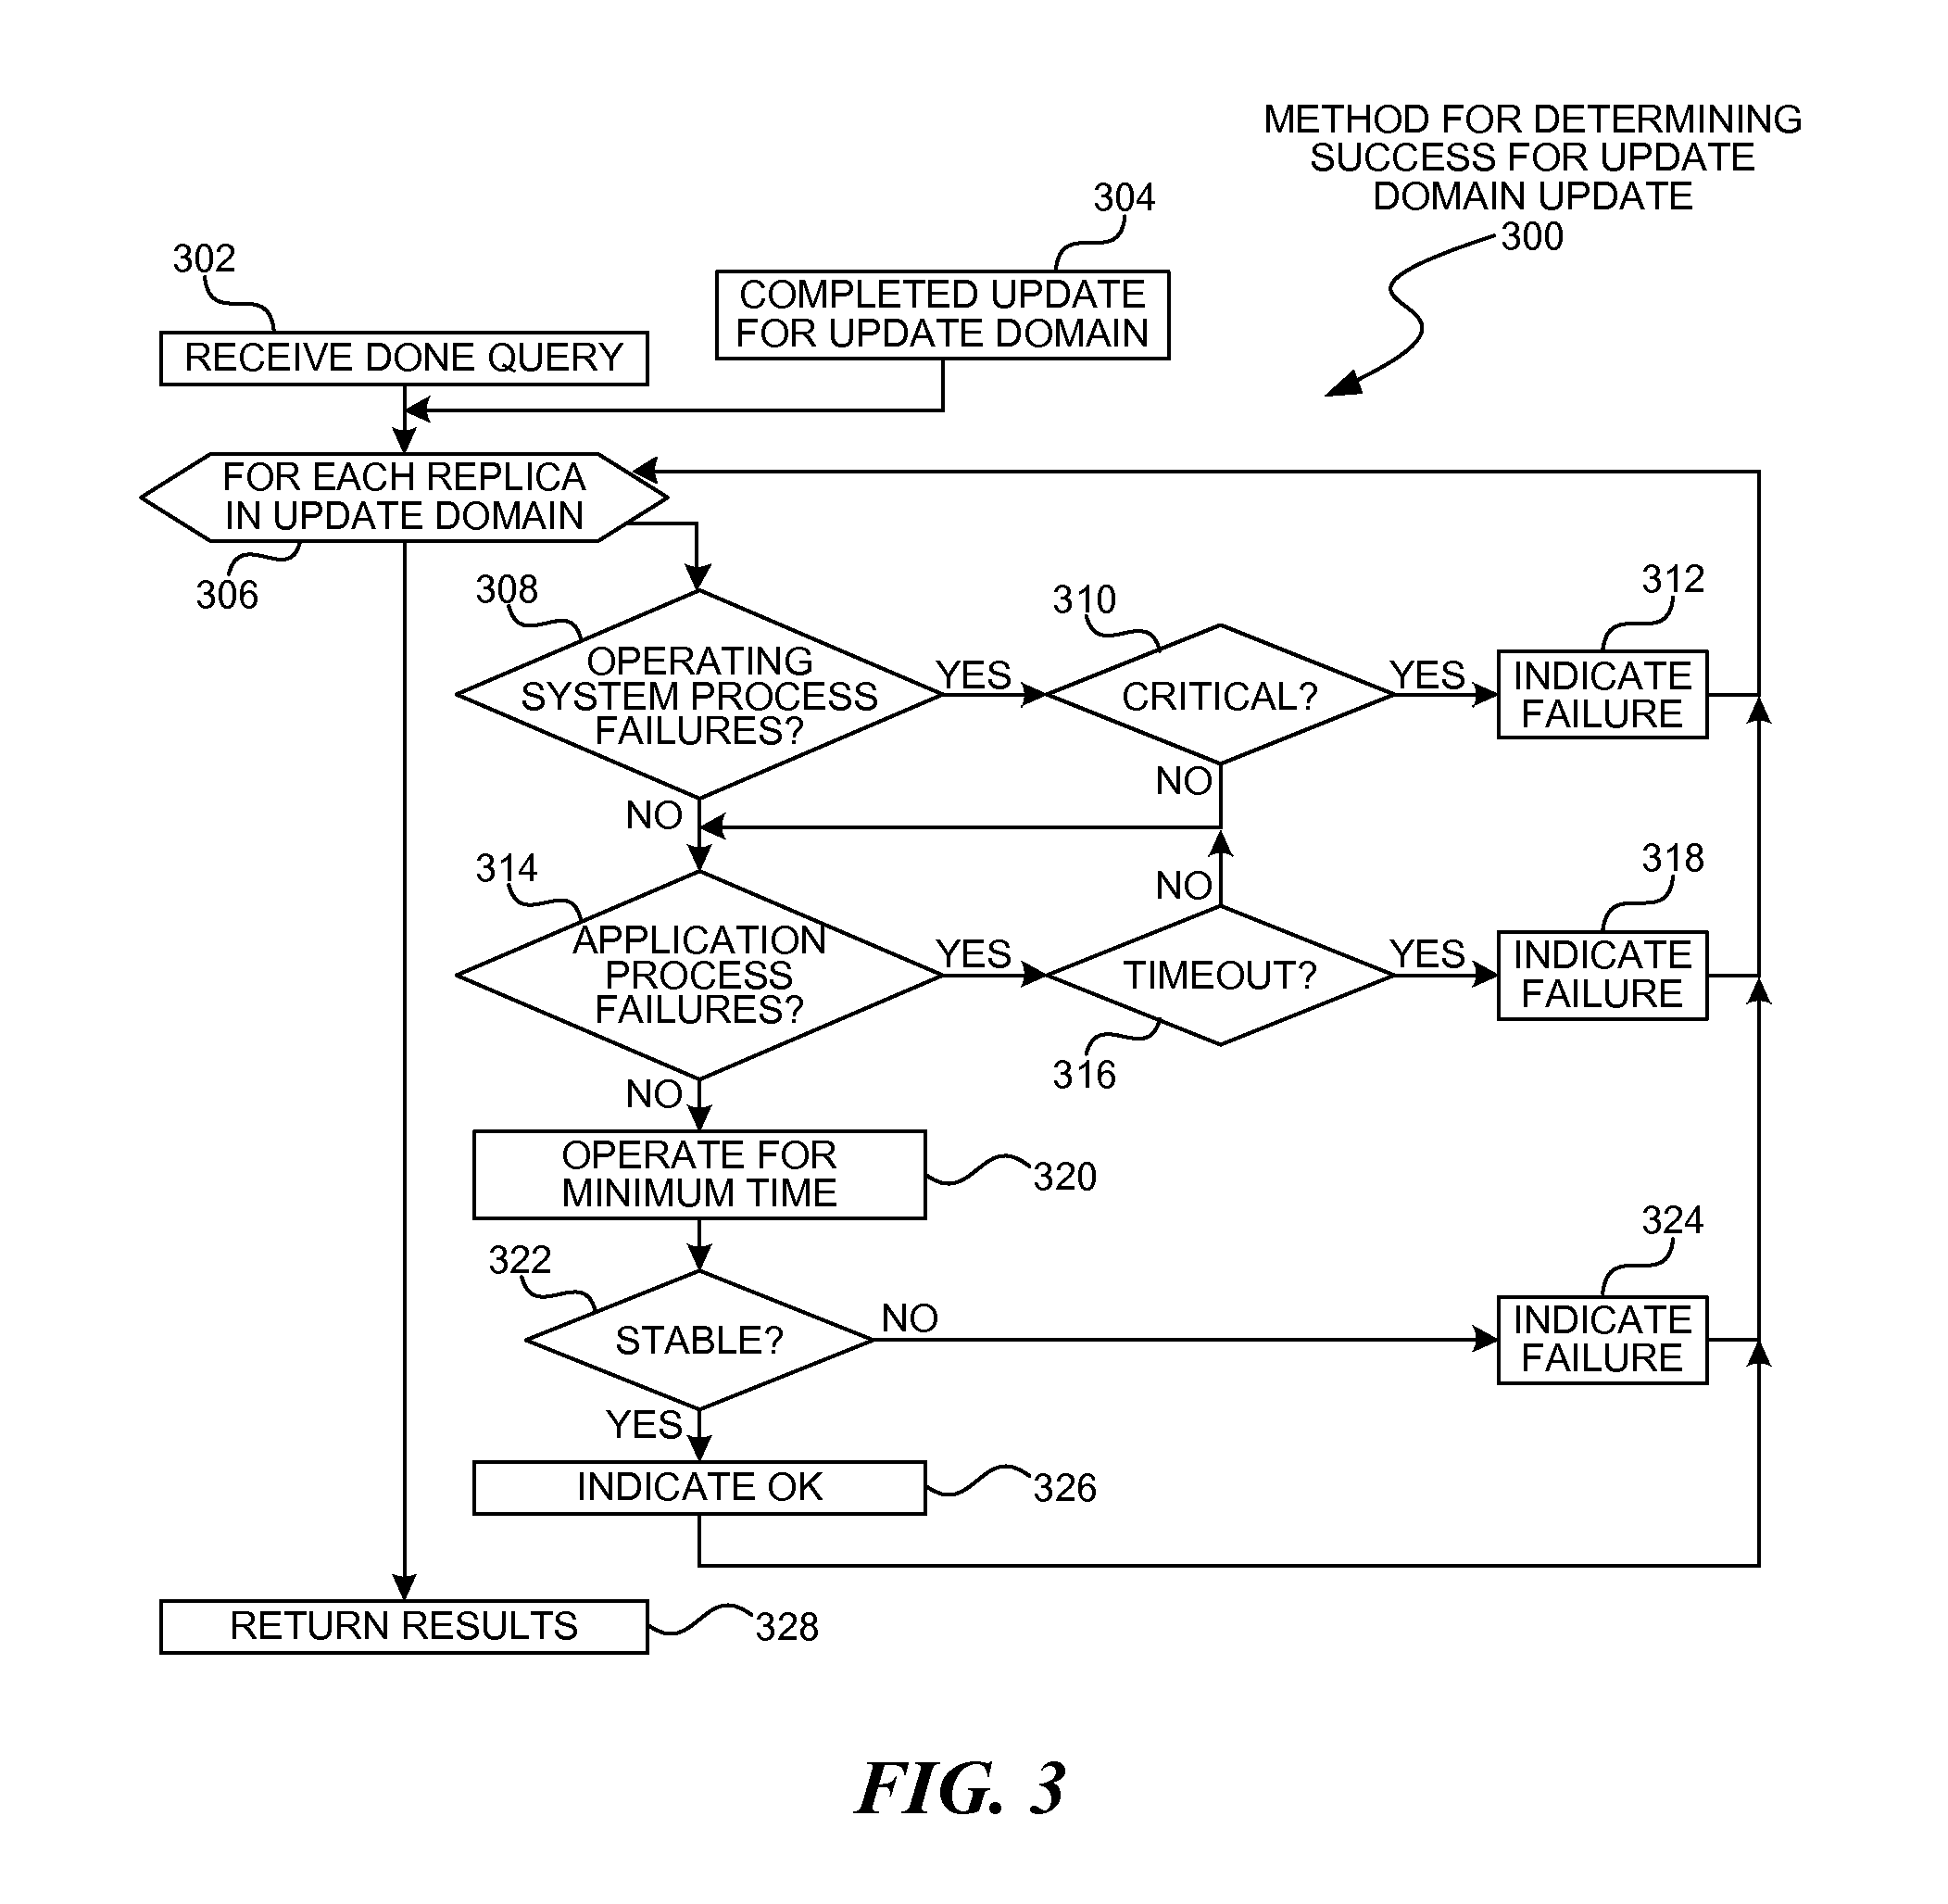 METHOD FOR DETERMINING
SUCCESS FOR UPDATE
DOMAIN UPDATE
300
304
COMPLETED UPDATE
FOR UPDATE DOMAIN
302
RECEIVE DONE QUERY
FOR EACH REPLICA
IN UPDATE DOMAIN
306
308
OPERATING
SYSTEM PROCESS
FAILURES?
YES
NO
310
CRITICAL?
YES
NO
312
INDICATE
FAILURE
314
APPLICATION
PROCESS
FAILURES?
YES
NO
TIMEOUT?
316
NO
YES
318
INDICATE
FAILURE
OPERATE FOR
MINIMUM TIME
320
322
STABLE?
NO
YES
324
INDICATE
FAILURE
INDICATE OK
326
RETURN RESULTS
328
FIG. 3